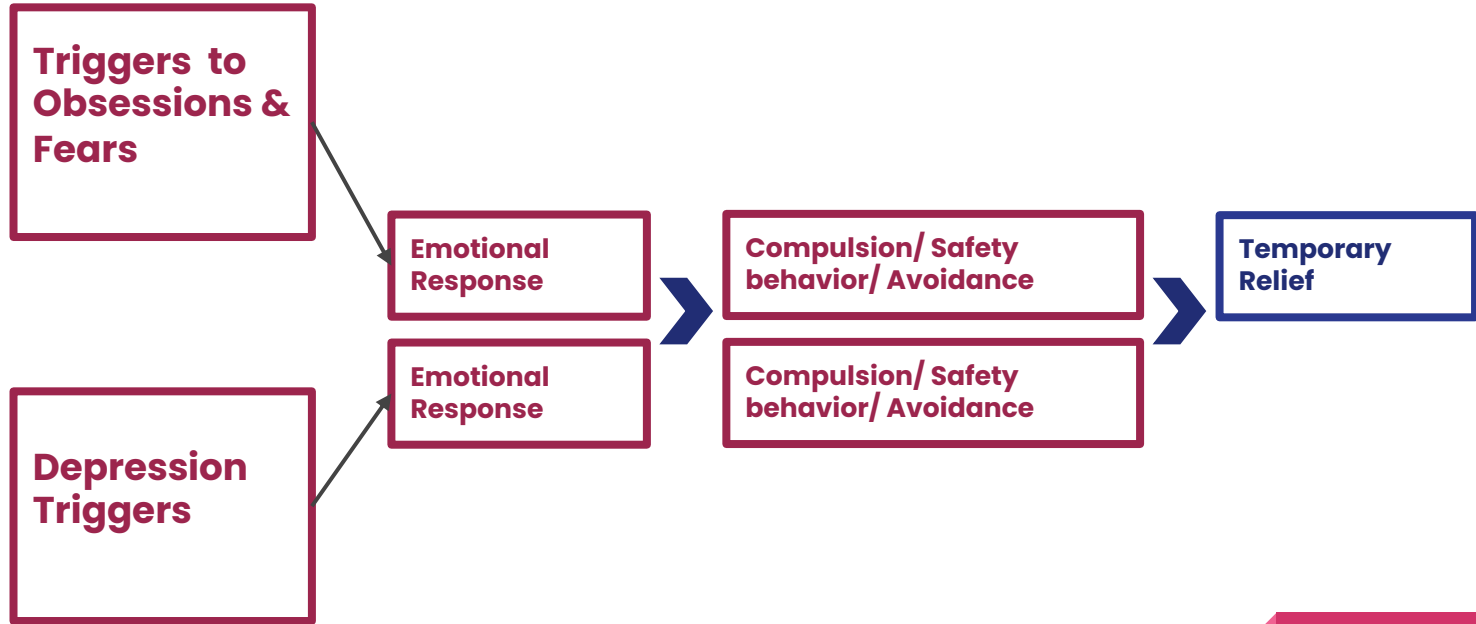 Triggers to
Obsessions &
Fears
Emotional
Response
Compulsion/ Safety
behavior/ Avoidance
Temporary
Relief
Emotional
Response
Compulsion/ Safety
behavior/ Avoidance
Depression
Triggers